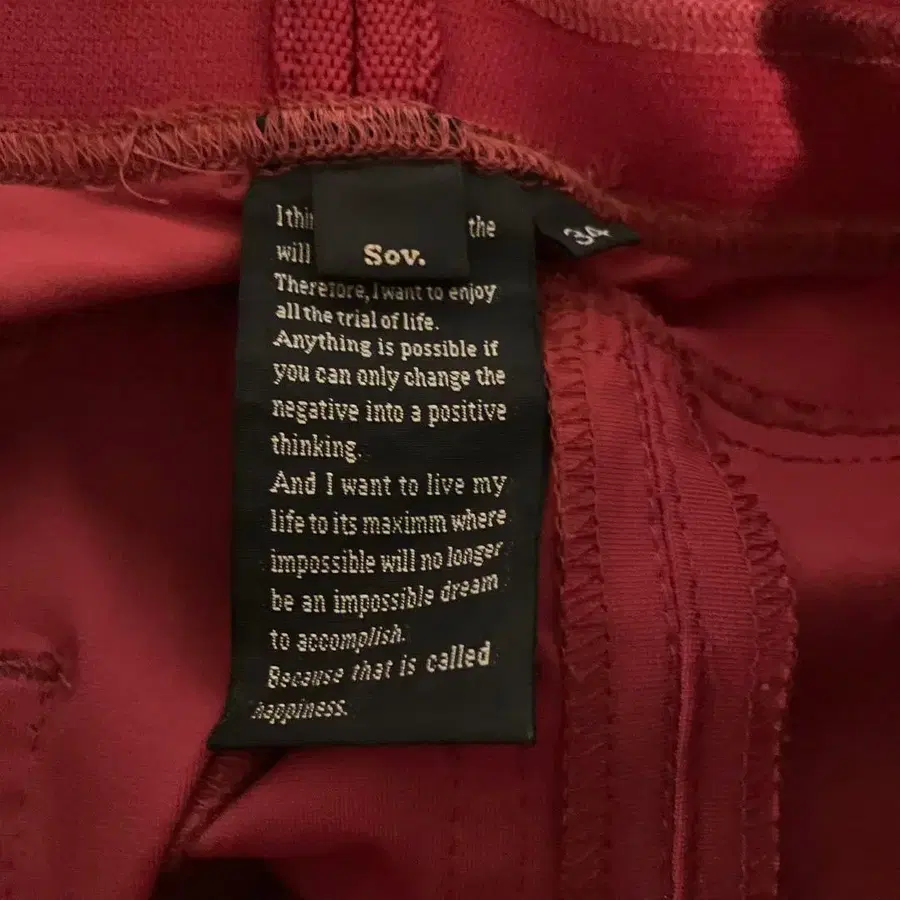 I thi the
will
Sov.
34
Therefore, I want to enjoy
all the trial of life.
Anything is possible if
you can only change the
negative into a positive
thinking.
And I want to live my
life to its maximm where
impossible will no longer
be an impossible dream
to accomplish.
Because that is called
happiness.